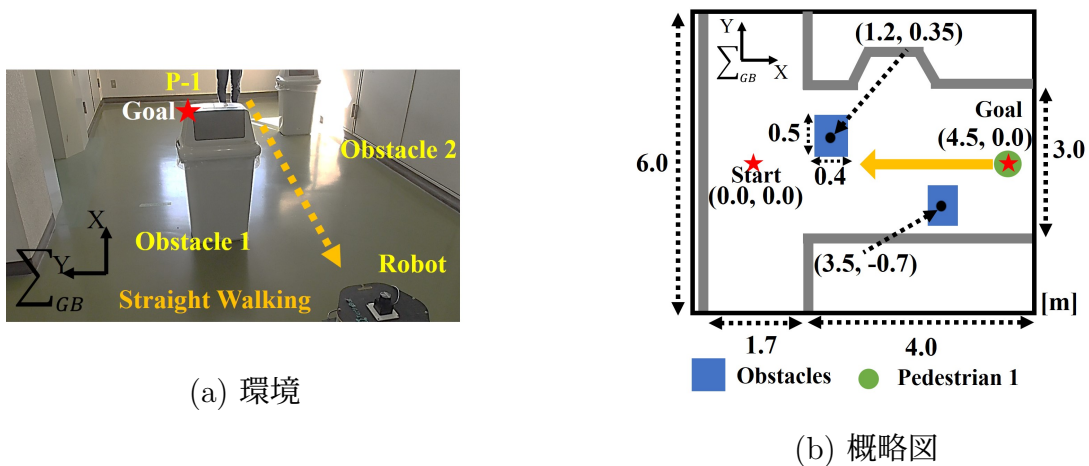 P-1
Goal
Obstacle 2
X
Y
∑GB
Obstacle 1
Robot
Straight Walking
(a) 環境
Y
X
∑GB
(1.2, 0.35)
0.5
0.4
Goal
(4.5, 0.0)
6.0
3.0
Start
(0.0, 0.0)
(3.5, -0.7)
[m]
1.7
4.0
Obstacles
Pedestrian 1
(b) 概略図